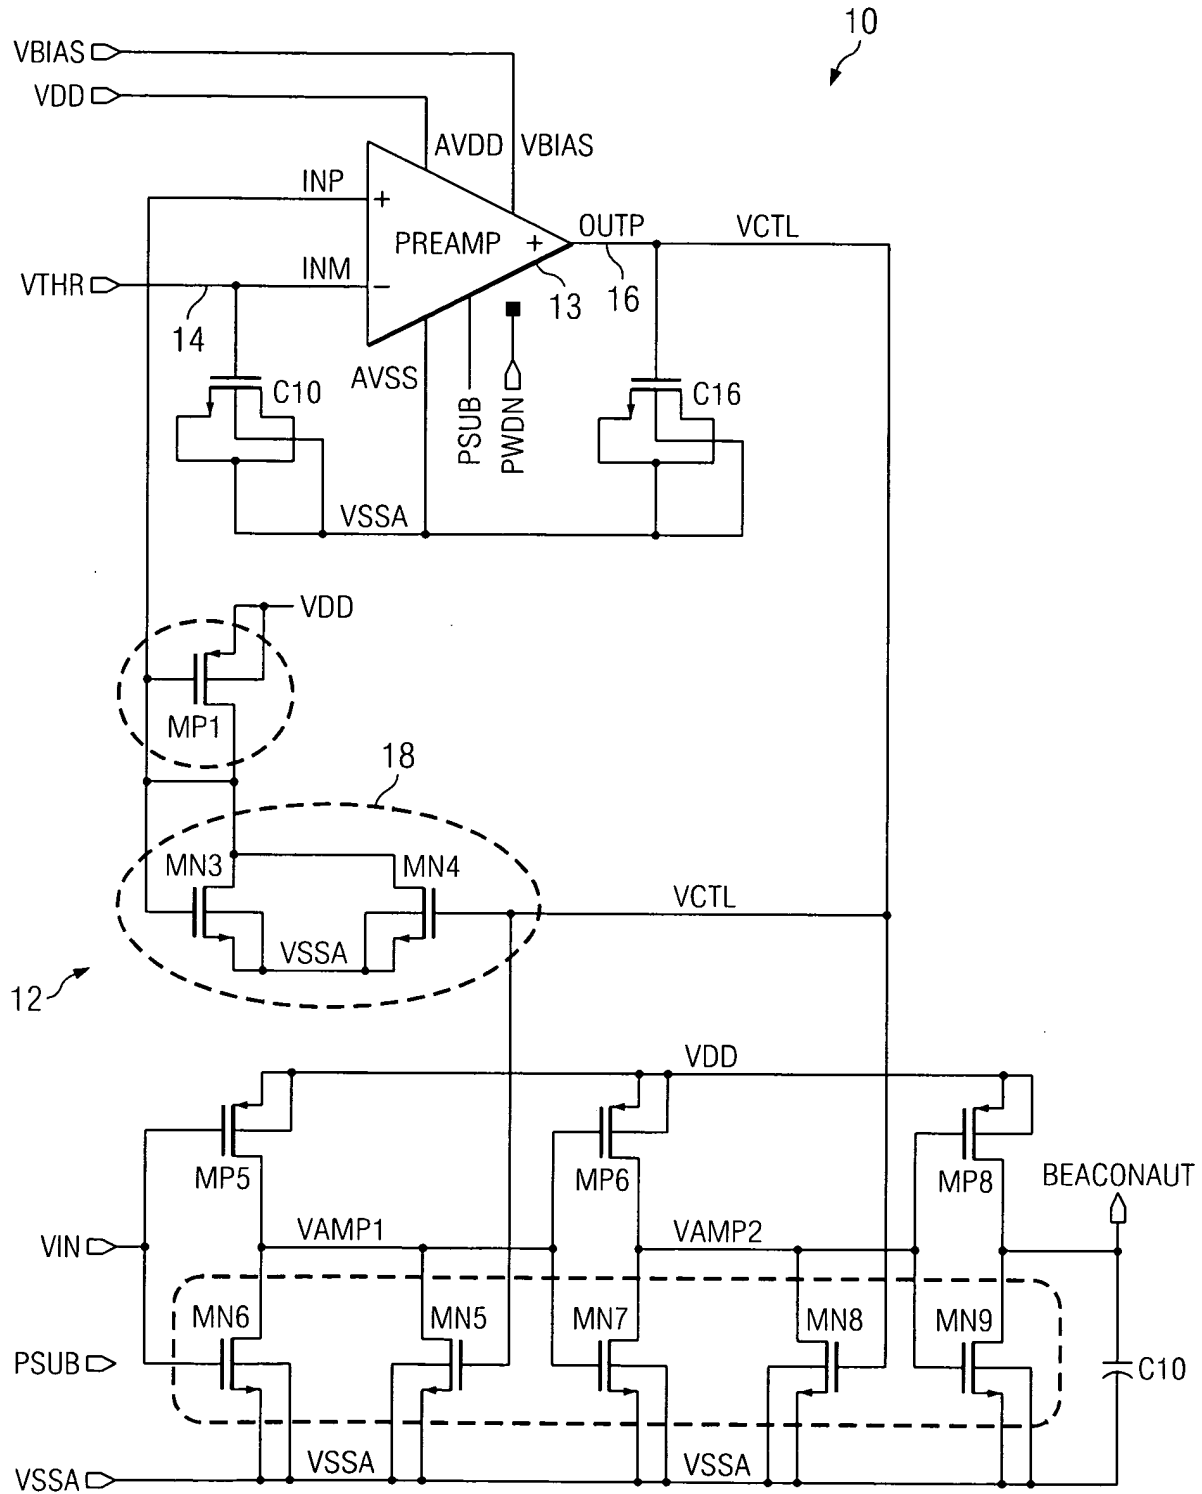 10
VBIAS
VDD
AVDD VBIAS
INP
+
PREAMP +
OUTP
VCTL
VTHR
INM
−
14
13
16
AVSS
C10
PSUB
PWDN
C16
VSSA
VDD
MP1
18
MN3
MN4
VCTL
VSSA
12
VDD
MP5
MP6
MP8
BEACONAUT
VIN
VAMP1
VAMP2
MN6
MN5
MN7
MN8
MN9
PSUB
C10
VSSA
VSSA
VSSA